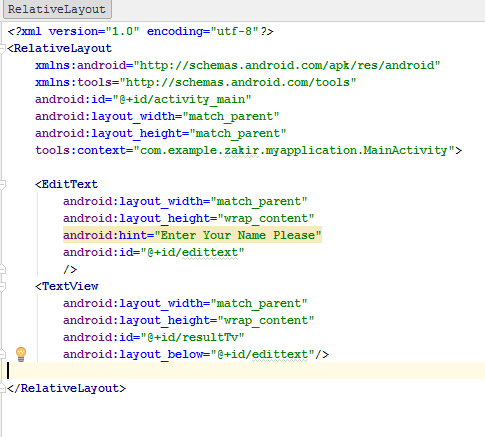 RelativeLayout
<?xml version="1.0" encoding="utf-8"?>
<RelativeLayout
    xmlns:android="http://schemas.android.com/apk/res/android"
    xmlns:tools="http://schemas.android.com/tools"
    android:id="@+id/activity_main"
    android:layout_width="match_parent"
    android:layout_height="match_parent"
    tools:context="com.example.zakir.myapplication.MainActivity">
    <EditText
        android:layout_width="match_parent"
        android:layout_height="wrap_content"
        android:hint="Enter Your Name Please"
        android:id="@+id/edittext"
        />
    <TextView
        android:layout_width="match_parent"
        android:layout_height="wrap_content"
        android:id="@+id/resultTv"
        android:layout_below="@+id/edittext"/>
</RelativeLayout>